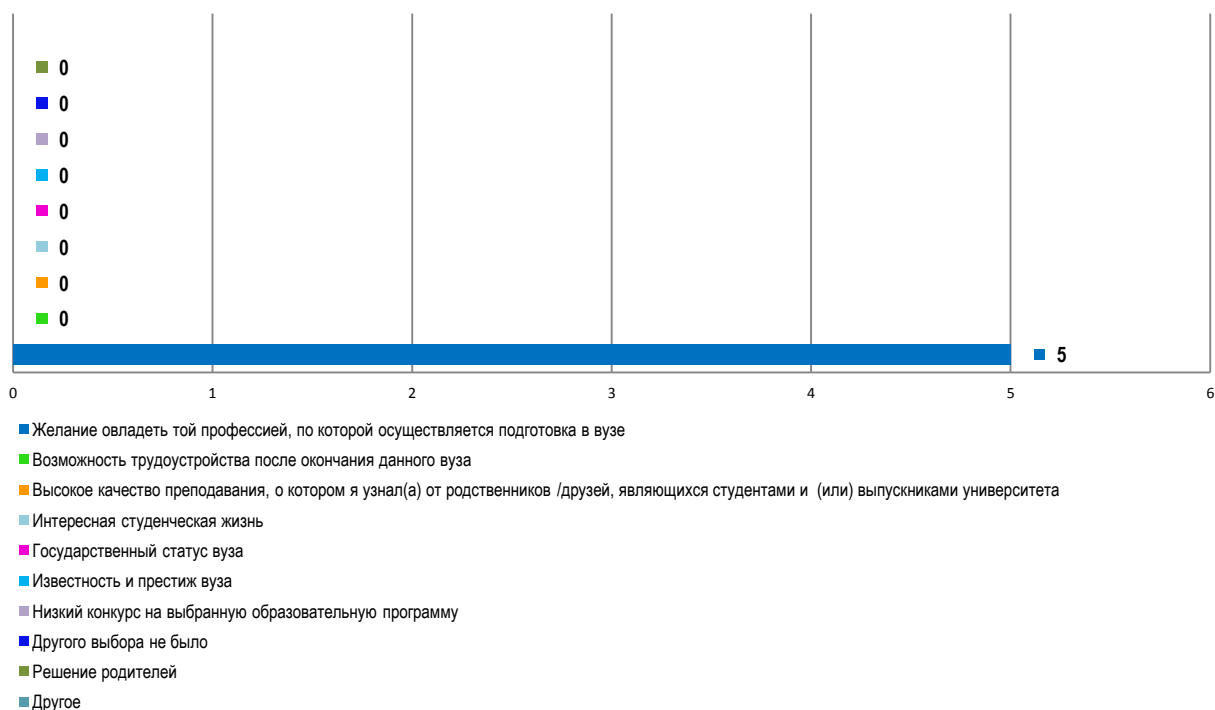 0
0
0
0
0
0
0
0
5
0 1 2 3 4 5 6
Желание овладеть той профессией, по которой осуществляется подготовка в вузе
Возможность трудоустройства после окончания данного вуза
Высокое качество преподавания, о котором я узнал(а) от родственников /друзей, являющихся студентами и (или) выпускниками университета
Интересная студенческая жизнь
Государственный статус вуза
Известность и престиж вуза
Низкий конкурс на выбранную образовательную программу
Другого выбора не было
Решение родителей
Другое